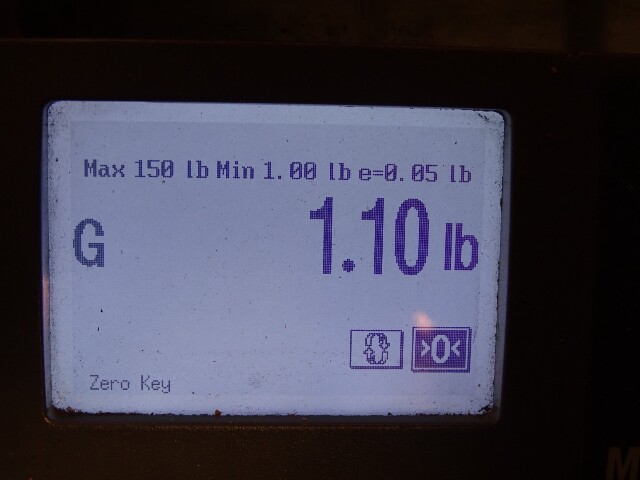 Max 150 lb Min 1.00 lb e=0.05 lb
G 1.10 lb
>0<
Zero Key
M